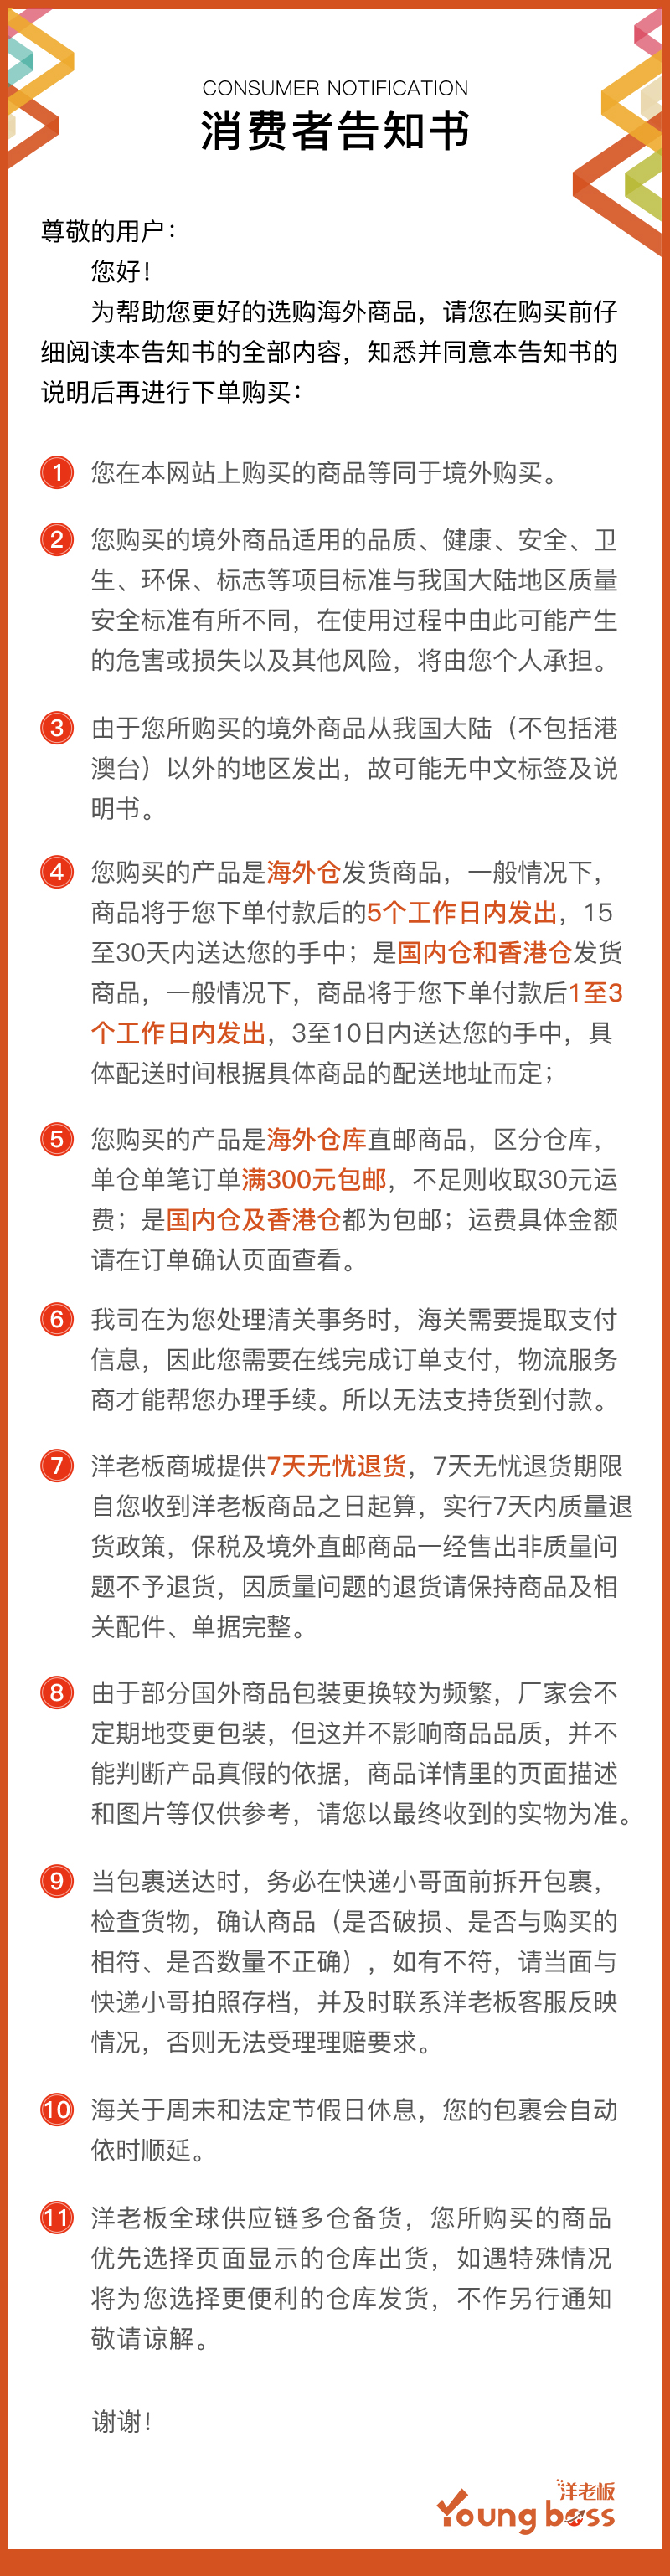 CONSUMER NOTIFICATION
消费者告知书
尊敬的用户：
您好！
为帮助您更好的选购海外商品，请您在购买前仔
细阅读本告知书的全部内容，知悉并同意本告知书的
说明后再进行下单购买：
1 您在本网站上购买的商品等同于境外购买。
2 您购买的境外商品适用的品质、健康、安全、卫
生、环保、标志等项目标准与我国大陆地区质量
安全标准有所不同，在使用过程中由此可能产生
的危害或损失以及其他风险，将由您个人承担。
3 由于您所购买的境外商品从我国大陆（不包括港
澳台）以外的地区发出，故可能无中文标签及说
明书。
4 您购买的产品是海外仓发货商品，一般情况下，
商品将于您下单付款后的5个工作日内发出，15
至30天内送达您的手中；是国内仓和香港仓发货
商品，一般情况下，商品将于您下单付款后1至3
个工作日内发出，3至10日内送达您的手中，具
体配送时间根据具体商品的配送地址而定；
5 您购买的产品是海外仓库直邮商品，区分仓库，
单仓单笔订单满300元包邮，不足则收取30元运
费；是国内仓及香港仓都为包邮；运费具体金额
请在订单确认页面查看。
6 我司在为您处理清关事务时，海关需要提取支付
信息，因此您需要在线完成订单支付，物流服务
商才能帮您办理手续。所以无法支持货到付款。
7 洋老板商城提供7天无忧退货，7天无忧退货期限
自您收到洋老板商品之日起算，实行7天内质量退
货政策，保税及境外直邮商品一经售出非质量问
题不予退货，因质量问题的退货请保持商品及相
关配件、单据完整。
8 由于部分国外商品包装更换较为频繁，厂家会不
定期地变更包装，但这并不影响商品品质，并不
能判断产品真假的依据，商品详情里的页面描述
和图片等仅供参考，请您以最终收到的实物为准。
9 当包裹送达时，务必在快递小哥面前拆开包裹，
检查货物，确认商品（是否破损、是否与购买的
相符、是否数量不正确），如有不符，请当面与
快递小哥拍照存档，并及时联系洋老板客服反映
情况，否则无法受理理赔要求。
10 海关于周末和法定节假日休息，您的包裹会自动
依时顺延。
11 洋老板全球供应链多仓备货，您所购买的商品
优先选择页面显示的仓库出货，如遇特殊情况
将为您选择更便利的仓库发货，不作另行通知
敬请谅解。
谢谢！
洋老板
Young boss